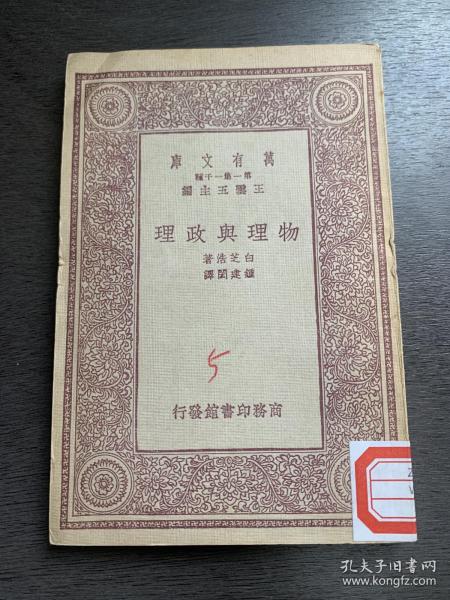 萬有文庫
第一集一千種
王雲五主編
物理與政理
白芝浩著
鍾建閎譯
5
商務印書館發行
孔夫子旧书网
www.kongfz.com